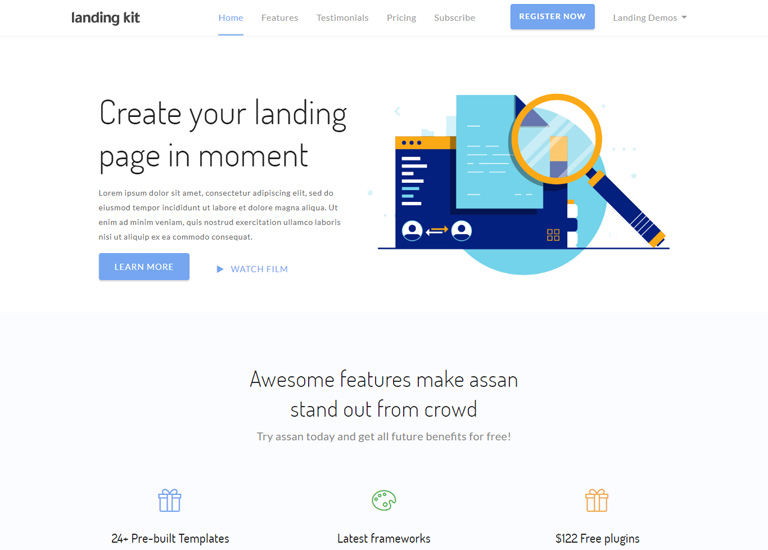 landing kit
Home
Features
Testimonials
Pricing
Subscribe
REGISTER NOW
Landing Demos
Create your landing
page in moment
Lorem ipsum dolor sit amet, consectetur adipiscing elit, sed do
eiusmod tempor incididunt ut labore et dolore magna aliqua. Ut
enim ad minim veniam, quis nostrud exercitation ullamco laboris
nisi ut aliquip ex ea commodo consequat.
LEARN MORE
WATCH FILM
Awesome features make assan
stand out from crowd
Try assan today and get all future benefits for free!
24+ Pre-built Templates
Latest frameworks
$122 Free plugins